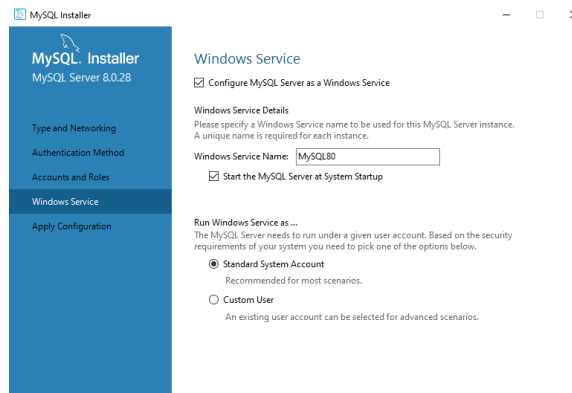 MySQL Installer
MySQL. Installer
MySQL Server 8.0.28
Type and Networking
Authentication Method
Accounts and Roles
Windows Service
Apply Configuration
Windows Service
Configure MySQL Server as a Windows Service
Windows Service Details
Please specify a Windows Service name to be used for this MySQL Server instance.
A unique name is required for each instance.
Windows Service Name: MySQL80
Start the MySQL Server at System Startup
Run Windows Service as ...
The MySQL Server needs to run under a given user account. Based on the security
requirements of your system you need to pick one of the options below.
Standard System Account
Recommended for most scenarios.
Custom User
An existing user account can be selected for advanced scenarios.